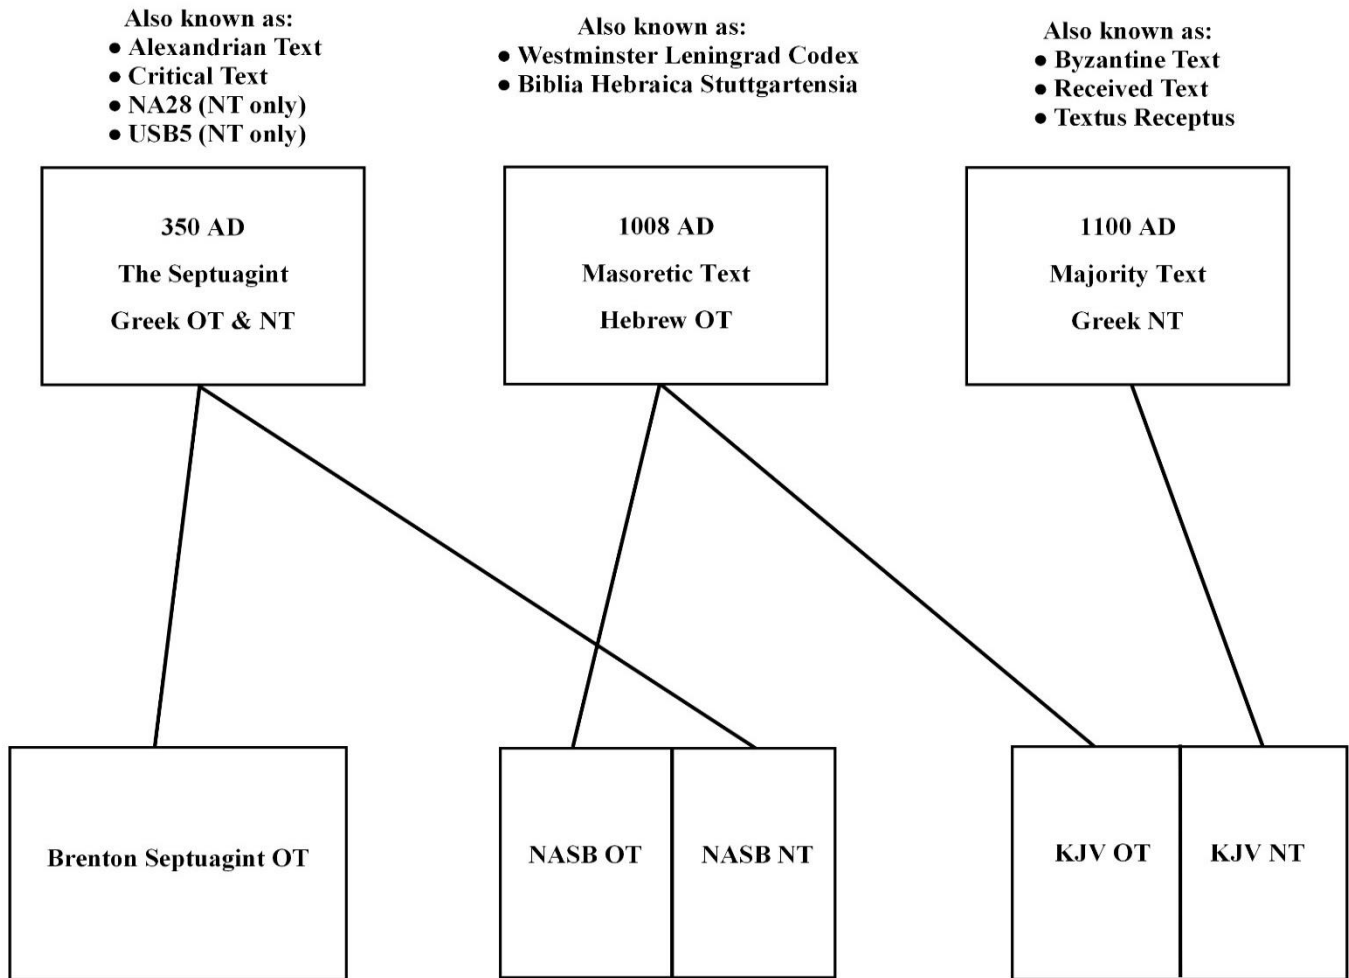 Also known as:
● Alexandrian Text
● Critical Text
● NA28 (NT only)
● USB5 (NT only)
Also known as:
● Westminster Leningrad Codex
● Biblia Hebraica Stuttgartensia
Also known as:
● Byzantine Text
● Received Text
● Textus Receptus
350 AD
The Septuagint
Greek OT & NT
1008 AD
Masoretic Text
Hebrew OT
1100 AD
Majority Text
Greek NT
Brenton Septuagint OT
NASB OT
NASB NT
KJV OT
KJV NT